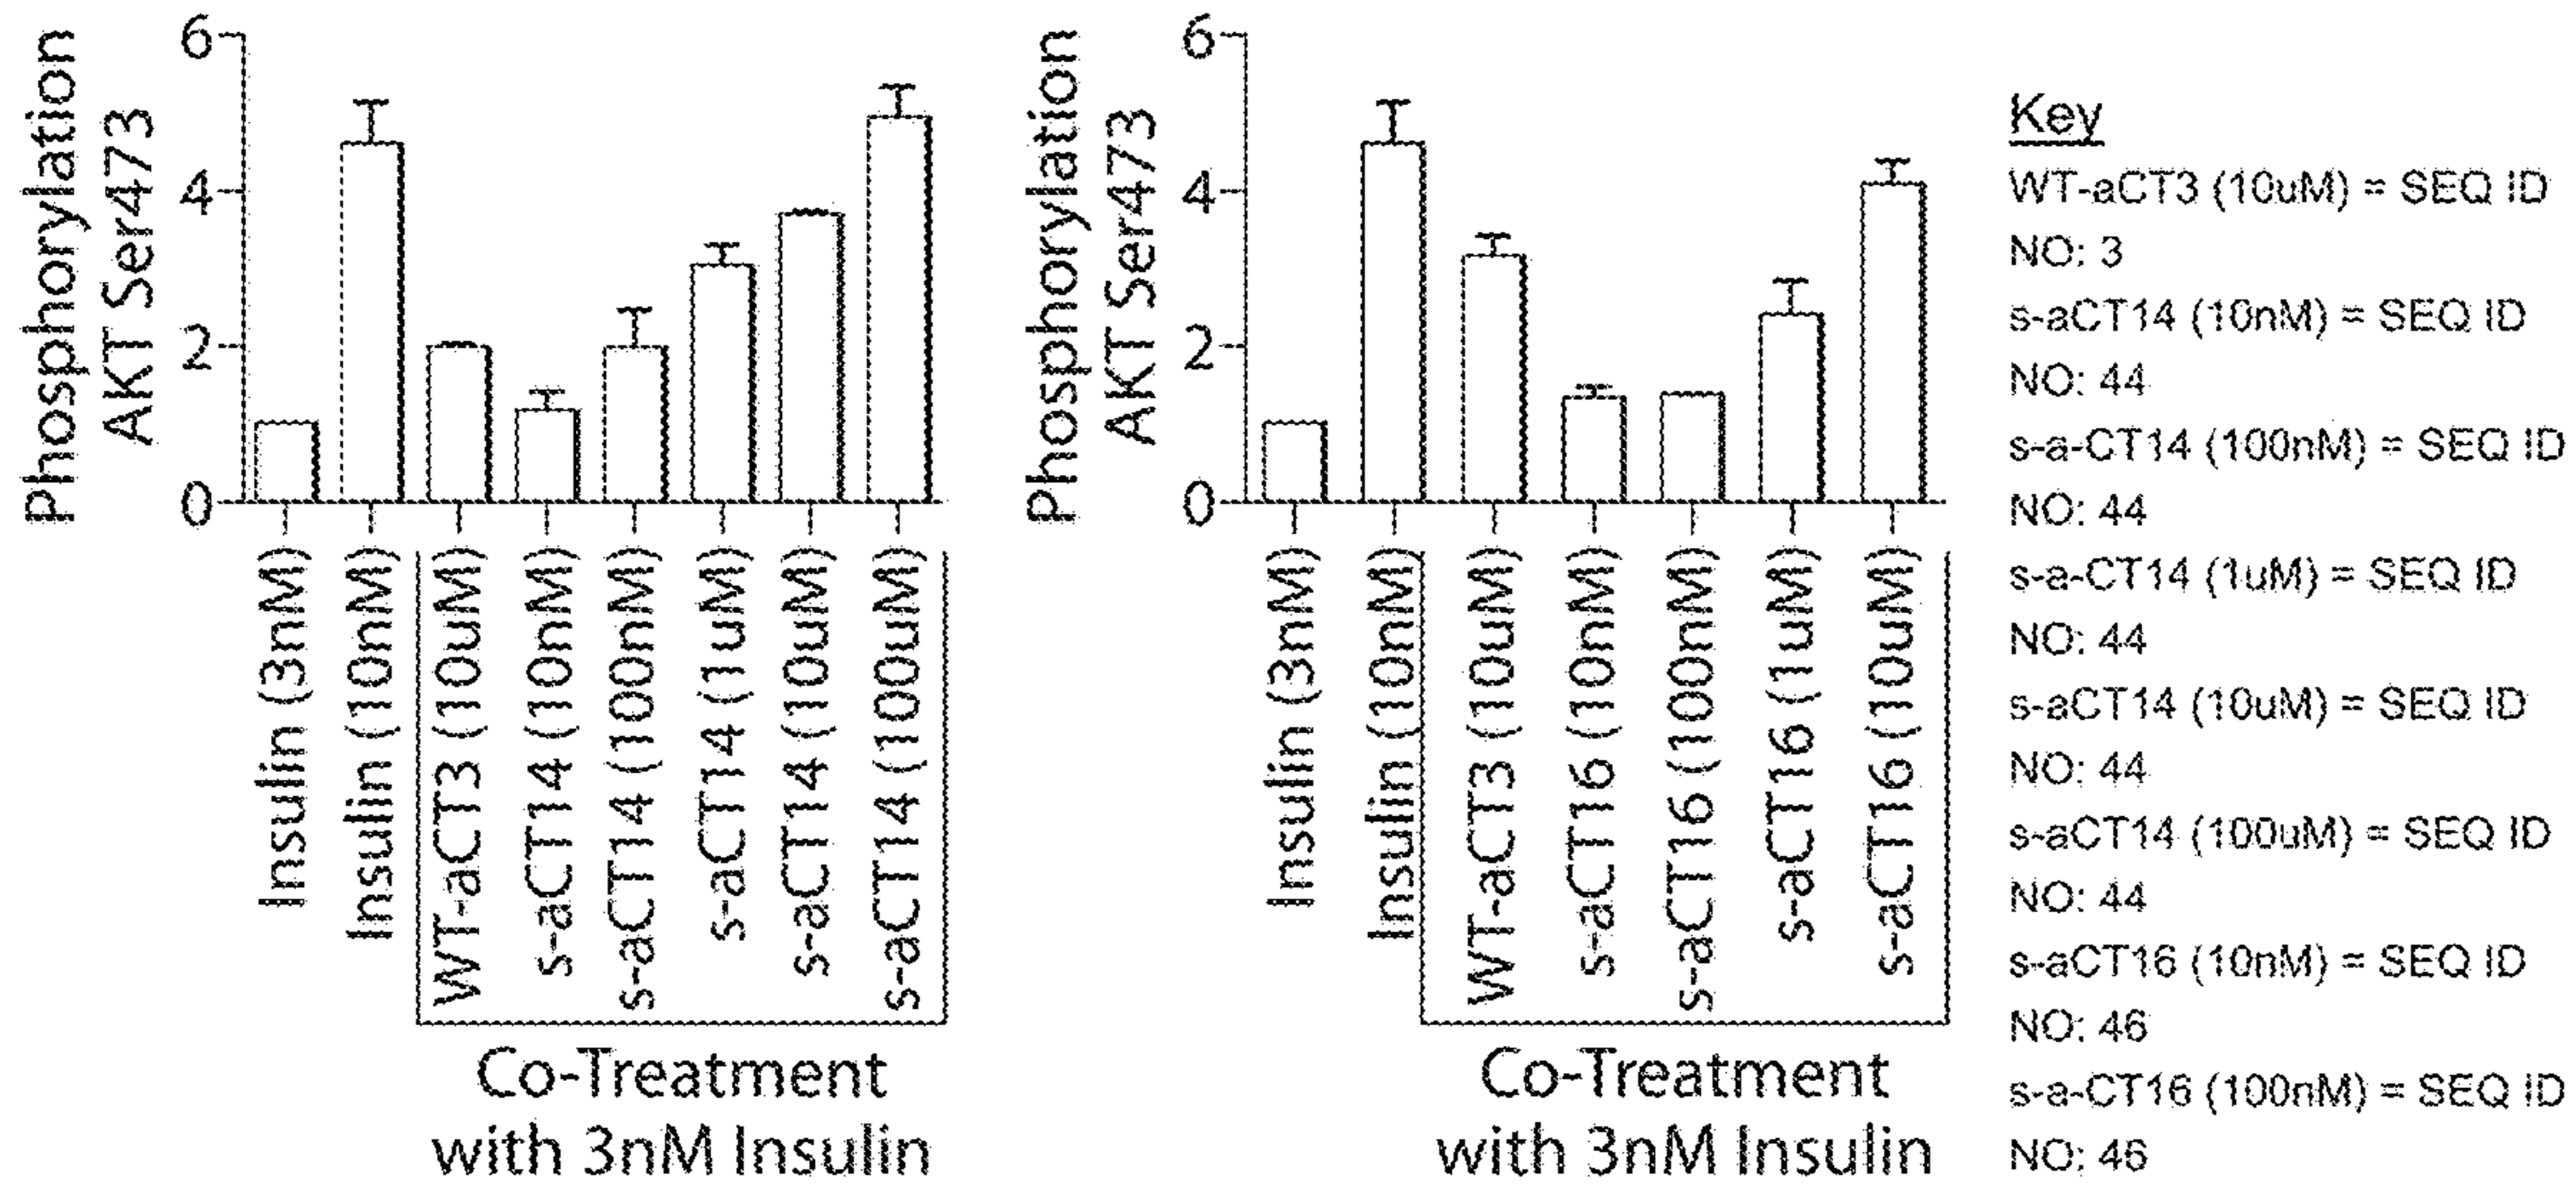 Phosphorylation
AKT Ser473
6
4
2
0
Insulin (3nM)
Insulin (10nM)
WT-aCT3 (10uM)
s-aCT14 (10nM)
s-aCT14 (100nM)
s-aCT14 (1uM)
s-aCT14 (10uM)
s-aCT14 (100uM)
Co-Treatment
with 3nM Insulin
Phosphorylation
AKT Ser473
6
4
2
0
Insulin (3nM)
Insulin (10nM)
WT-aCT3 (10uM)
s-aCT16 (10nM)
s-aCT16 (100nM)
s-aCT16 (1uM)
s-aCT16 (10uM)
Co-Treatment
with 3nM Insulin
Key
WT-aCT3 (10uM) = SEQ ID
NO: 3
s-aCT14 (10nM) = SEQ ID
NO: 44
s-a-CT14 (100nM) = SEQ ID
NO: 44
s-a-CT14 (1uM) = SEQ ID
NO: 44
s-aCT14 (10uM) = SEQ ID
NO: 44
s-aCT14 (100uM) = SEQ ID
NO: 44
s-aCT16 (10nM) = SEQ ID
NO: 46
s-a-CT16 (100nM) = SEQ ID
NO: 46